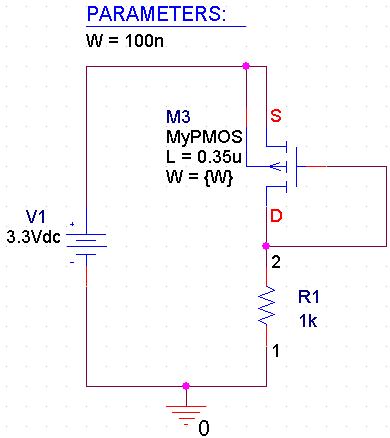 PARAMETERS:
W = 100n
M3
MyPMOS
L = 0.35u
W = {W}
S
D
V1
3.3Vdc
+
-
2
R1
1k
1
0